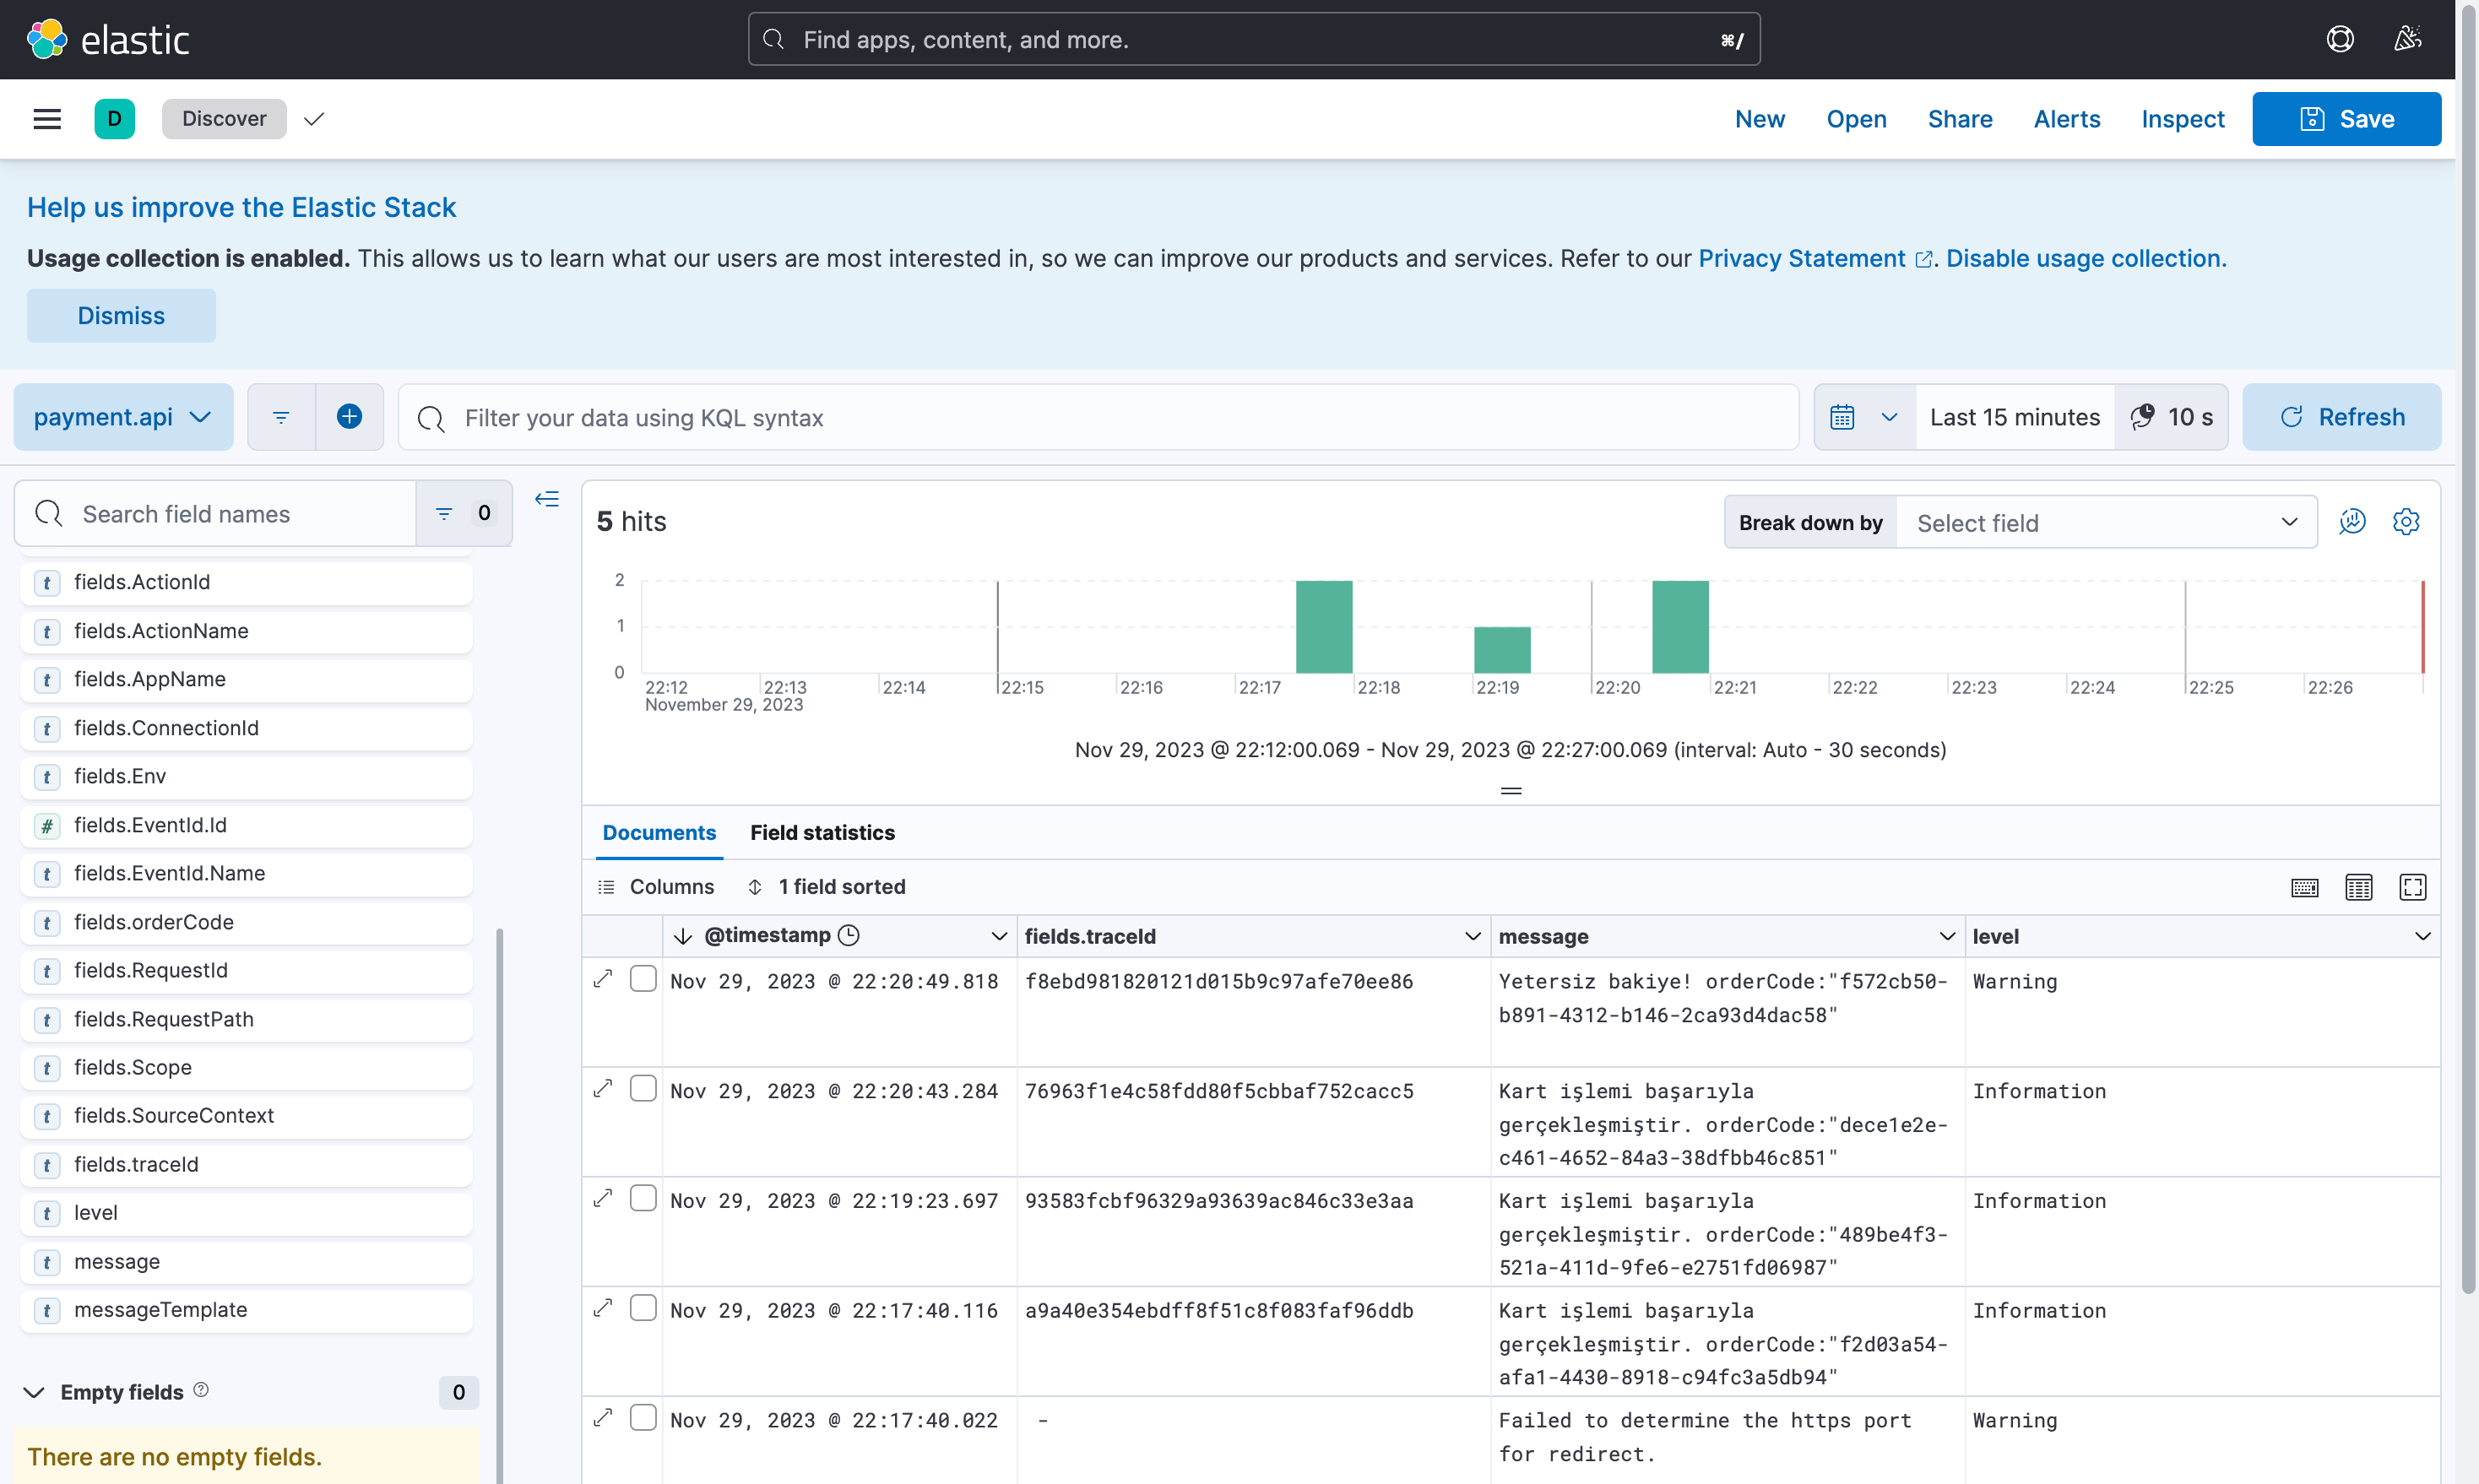 elastic
Find apps, content, and more.
⌘/
D
Discover
New
Open
Share
Alerts
Inspect
Save
Help us improve the Elastic Stack
Usage collection is enabled. This allows us to learn what our users are most interested in, so we can improve our products and services. Refer to our Privacy Statement. Disable usage collection.
Dismiss
payment.api
Filter your data using KQL syntax
Last 15 minutes
10 s
Refresh
Search field names
0
fields.ActionId
fields.ActionName
fields.AppName
fields.ConnectionId
fields.Env
fields.EventId.Id
fields.EventId.Name
fields.orderCode
fields.RequestId
fields.RequestPath
fields.Scope
fields.SourceContext
fields.traceId
level
message
messageTemplate
Empty fields
0
There are no empty fields.
5 hits
Break down by
Select field
2
1
0
22:12
22:13
22:14
22:15
22:16
22:17
22:18
22:19
22:20
22:21
22:22
22:23
22:24
22:25
22:26
November 29, 2023
Nov 29, 2023 @ 22:12:00.069 - Nov 29, 2023 @ 22:27:00.069 (interval: Auto - 30 seconds)
Documents
Field statistics
Columns
1 field sorted
@timestamp
fields.traceId
message
level
Nov 29, 2023 @ 22:20:49.818
f8ebd981820121d015b9c97afe70ee86
Yetersiz bakiye! orderCode:"f572cb50-
b891-4312-b146-2ca93d4dac58"
Warning
Nov 29, 2023 @ 22:20:43.284
76963f1e4c58fdd80f5cbbaf752cacc5
Kart işlemi başarıyla
gerçekleşmiştir. orderCode:"dece1e2e-
c461-4652-84a3-38dfbb46c851"
Information
Nov 29, 2023 @ 22:19:23.697
93583fcbf96329a93639ac846c33e3aa
Kart işlemi başarıyla
gerçekleşmiştir. orderCode:"489be4f3-
521a-411d-9fe6-e2751fd06987"
Information
Nov 29, 2023 @ 22:17:40.116
a9a40e354ebdff8f51c8f083faf96ddb
Kart işlemi başarıyla
gerçekleşmiştir. orderCode:"f2d03a54-
afa1-4430-8918-c94fc3a5db94"
Information
Nov 29, 2023 @ 22:17:40.022
-
Failed to determine the https port
for redirect.
Warning